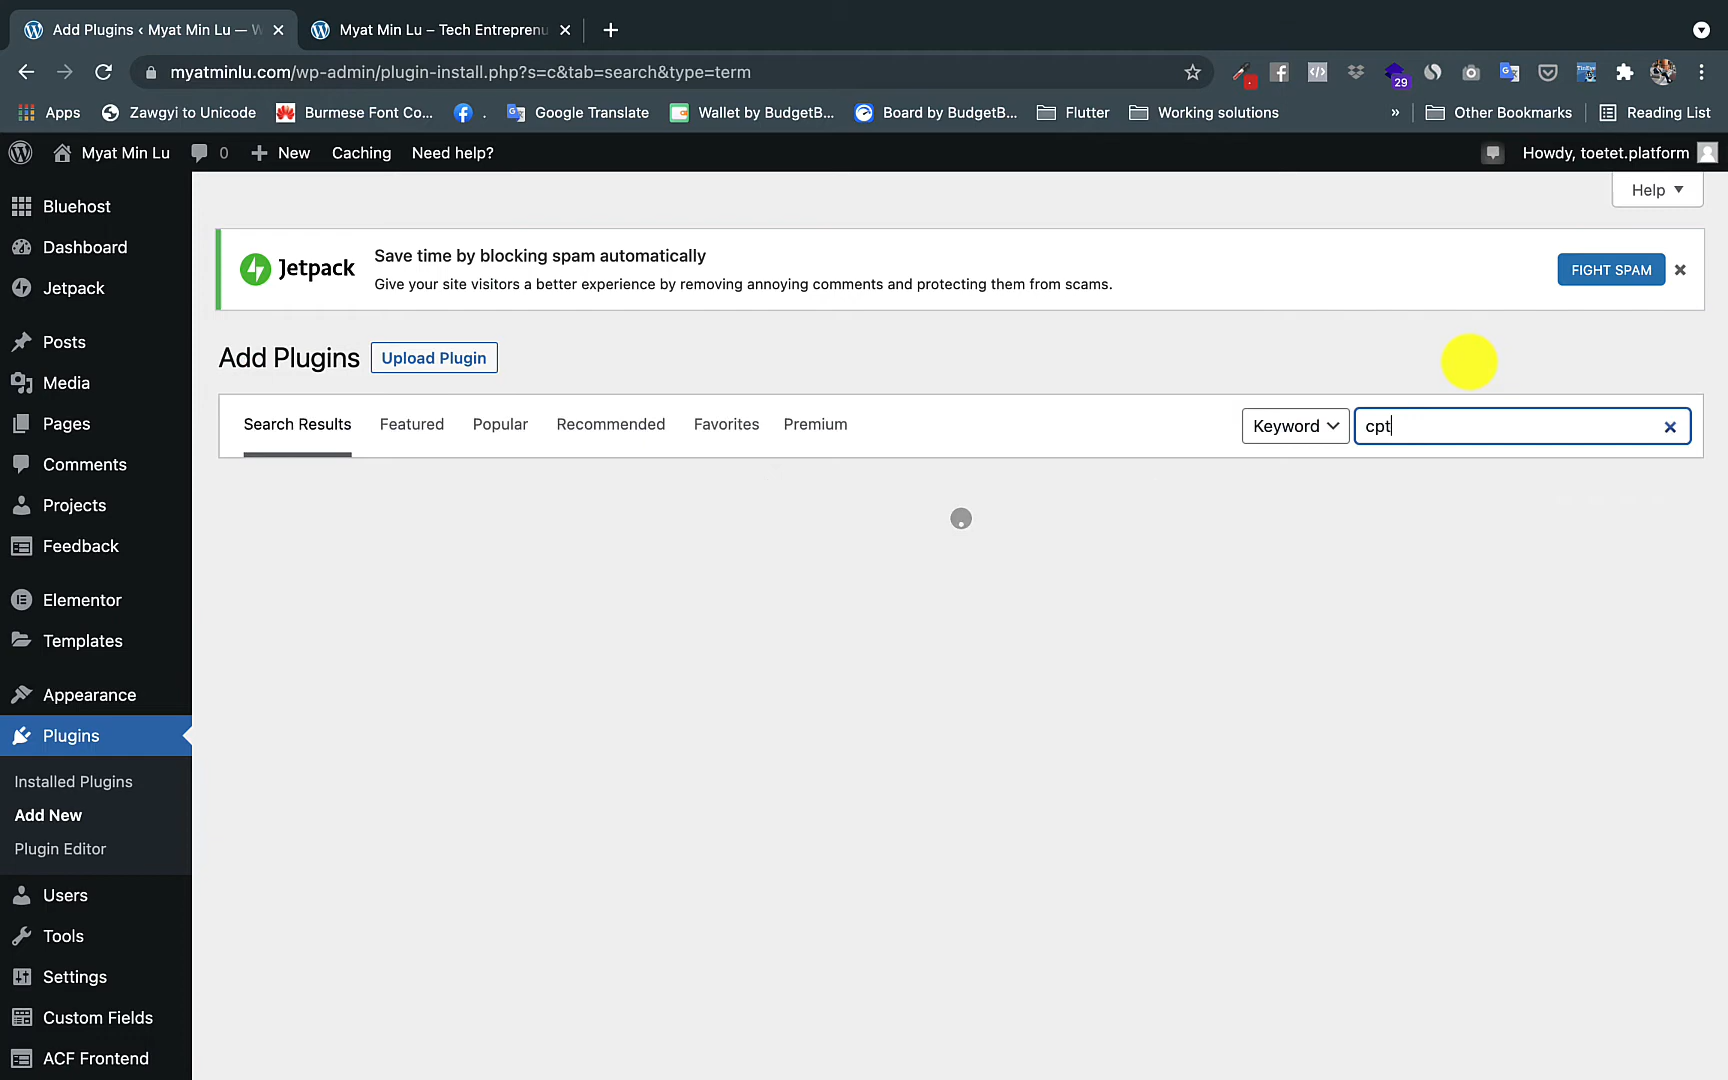 Add Plugins ‹ Myat Min Lu — W
Myat Min Lu – Tech Entreprenu
myatminlu.com/wp-admin/plugin-install.php?s=c&tab=search&type=term
29
Apps
Zawgyi to Unicode
Burmese Font Co...
.
Google Translate
Wallet by BudgetB...
Board by BudgetB...
Flutter
Working solutions
»
Other Bookmarks
Reading List
Myat Min Lu
0
New
Caching
Need help?
Howdy, toetet.platform
Bluehost
Dashboard
Jetpack
Posts
Media
Pages
Comments
Projects
Feedback
Elementor
Templates
Appearance
Plugins
Installed Plugins
Add New
Plugin Editor
Users
Tools
Settings
Custom Fields
ACF Frontend
Help
Jetpack
Save time by blocking spam automatically
Give your site visitors a better experience by removing annoying comments and protecting them from scams.
FIGHT SPAM
Add Plugins
Upload Plugin
Search Results
Featured
Popular
Recommended
Favorites
Premium
Keyword
cpt